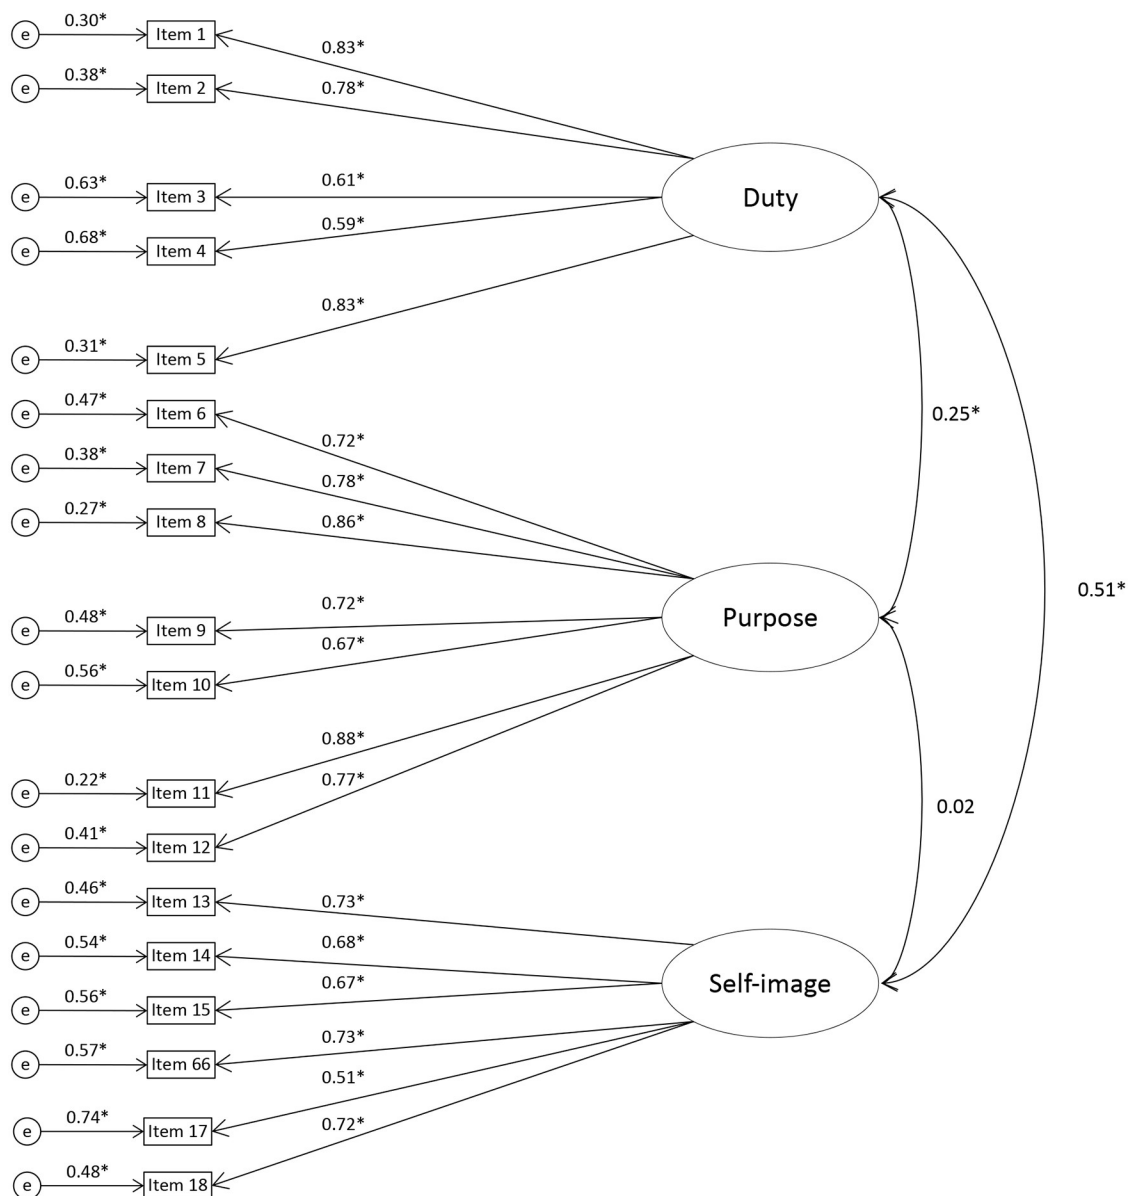 e 0.30* Item 1 0.83*
e 0.38* Item 2 0.78*
e 0.63* Item 3 0.61* Duty
e 0.68* Item 4 0.59*
e 0.31* Item 5 0.83*
e 0.47* Item 6 0.72* 0.25*
e 0.38* Item 7 0.78*
e 0.27* Item 8 0.86*
0.51*
e 0.48* Item 9 0.72* Purpose
e 0.56* Item 10 0.67*
e 0.22* Item 11 0.88*
0.02
e 0.41* Item 12 0.77*
e 0.46* Item 13 0.73*
e 0.54* Item 14 0.68*
Self-image
e 0.56* Item 15 0.67*
e 0.57* Item 66 0.73*
e 0.74* Item 17 0.51*
e 0.48* Item 18 0.72*